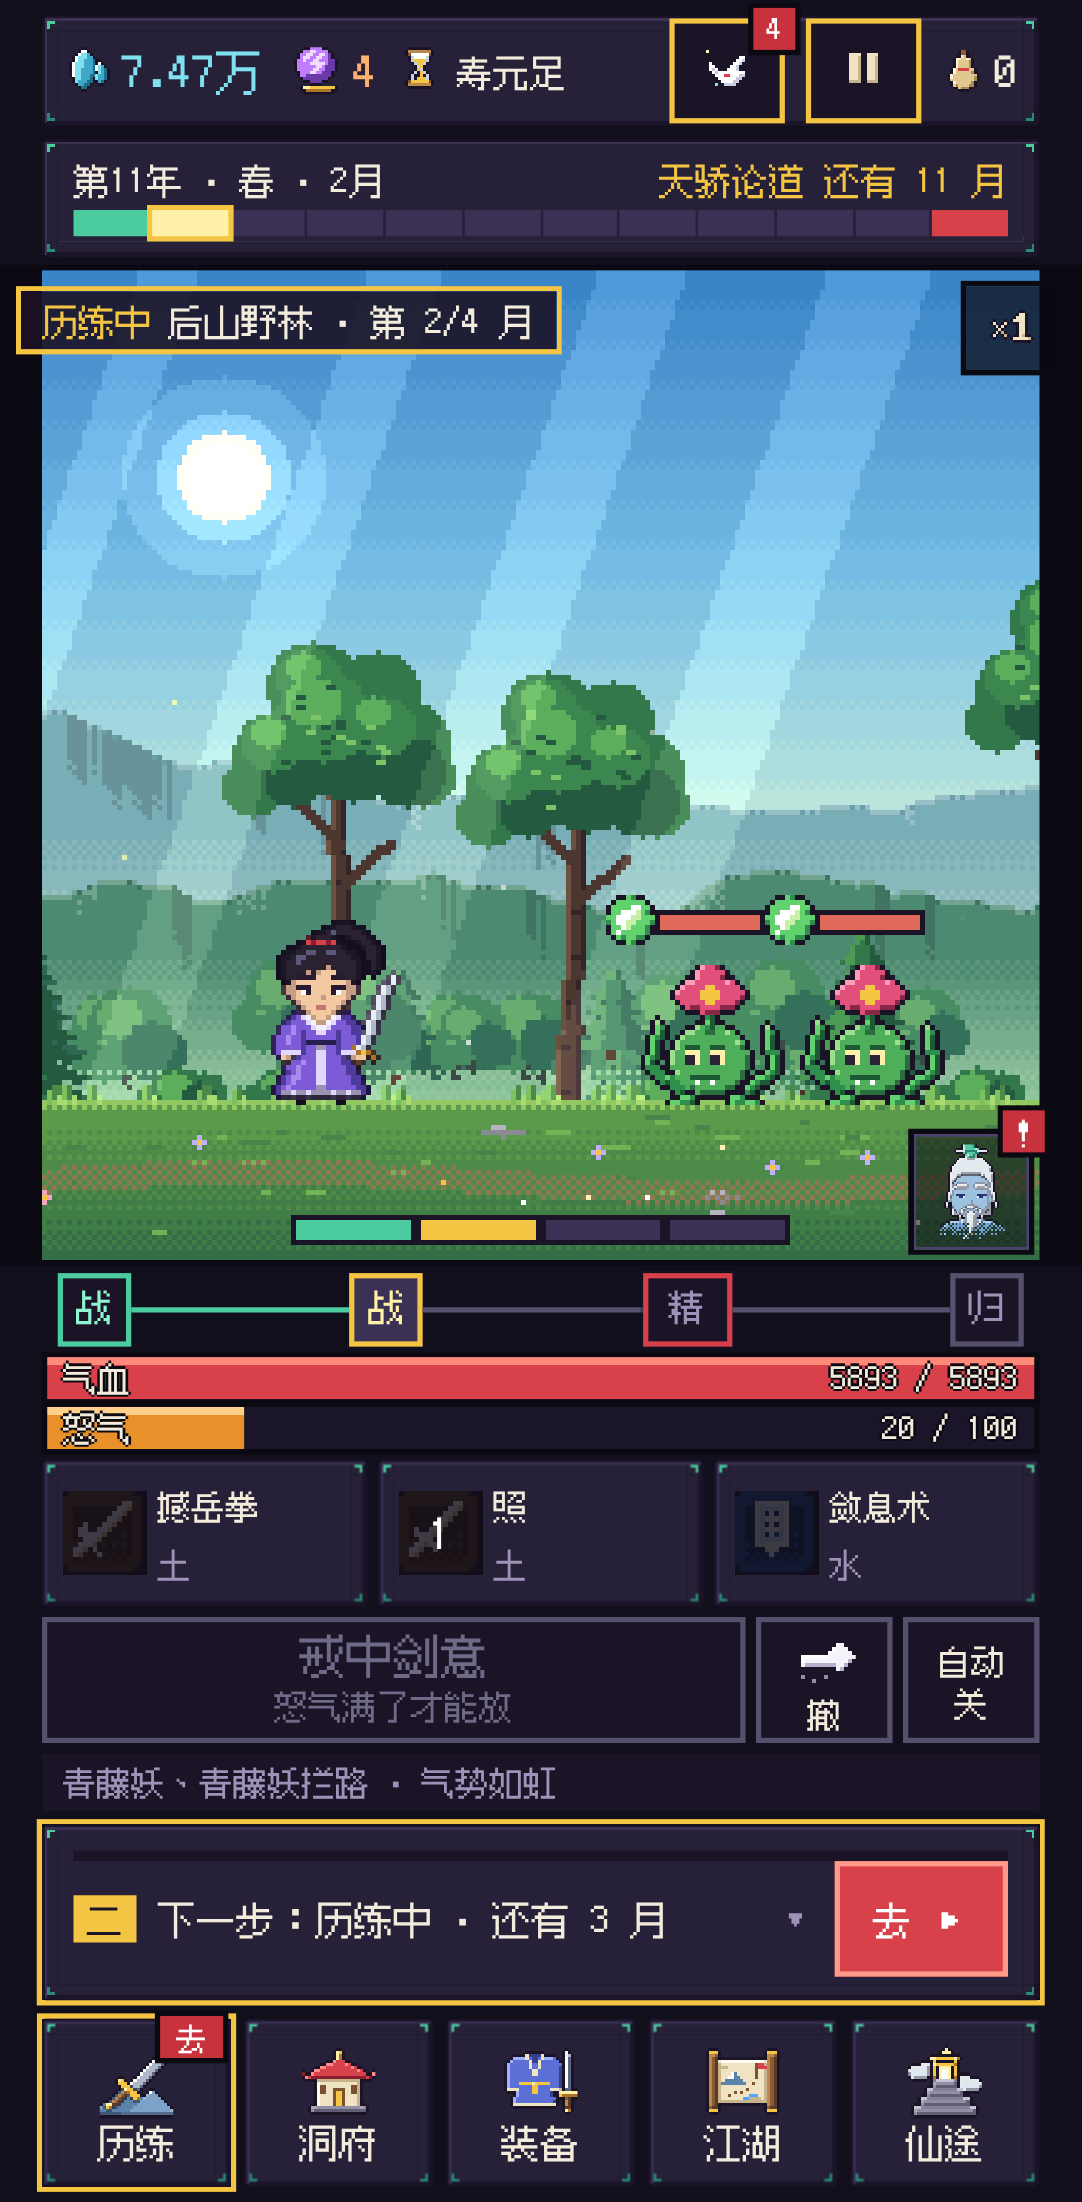 7.47万 4 寿元足 4 0
第11年 · 春 · 2月 天骄论道 还有 11 月
历练中 后山野林 · 第 2/4 月 ×1
!
战 战 精 归
气血 5893 / 5893
怒气 20 / 100
撼岳拳 土
1 照 土
敛息术 水
戒中剑意
怒气满了才能放
撤
自动
关
青藤妖、青藤妖拦路 · 气势如虹
二 下一步：历练中 · 还有 3 月 ▼ 去 ▶
去
历练 洞府 装备 江湖 仙途